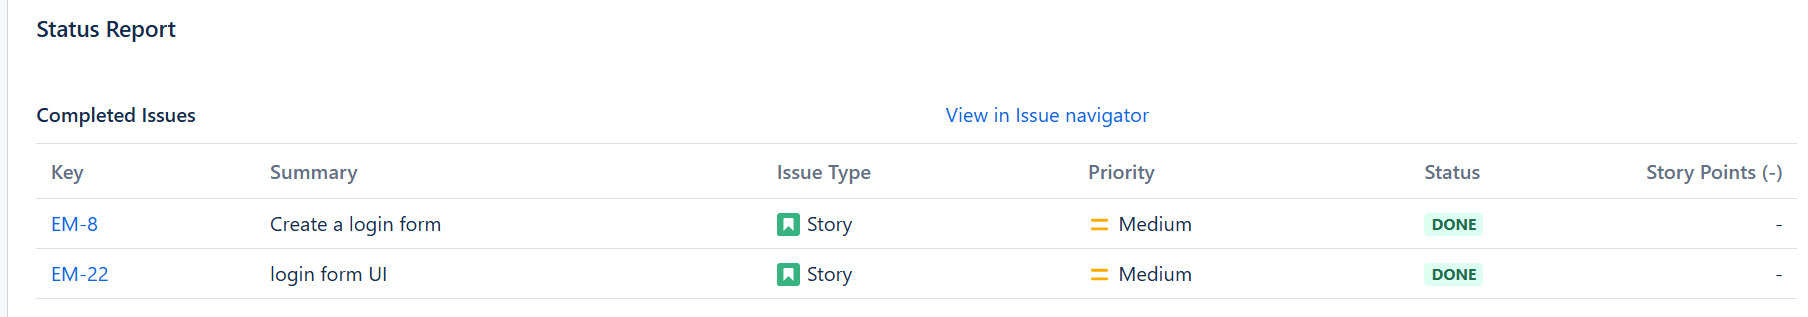 Status Report
Completed Issues View in Issue navigator
Key Summary Issue Type Priority Status Story Points (-)
EM-8 Create a login form Story Medium DONE -
EM-22 login form UI Story Medium DONE -